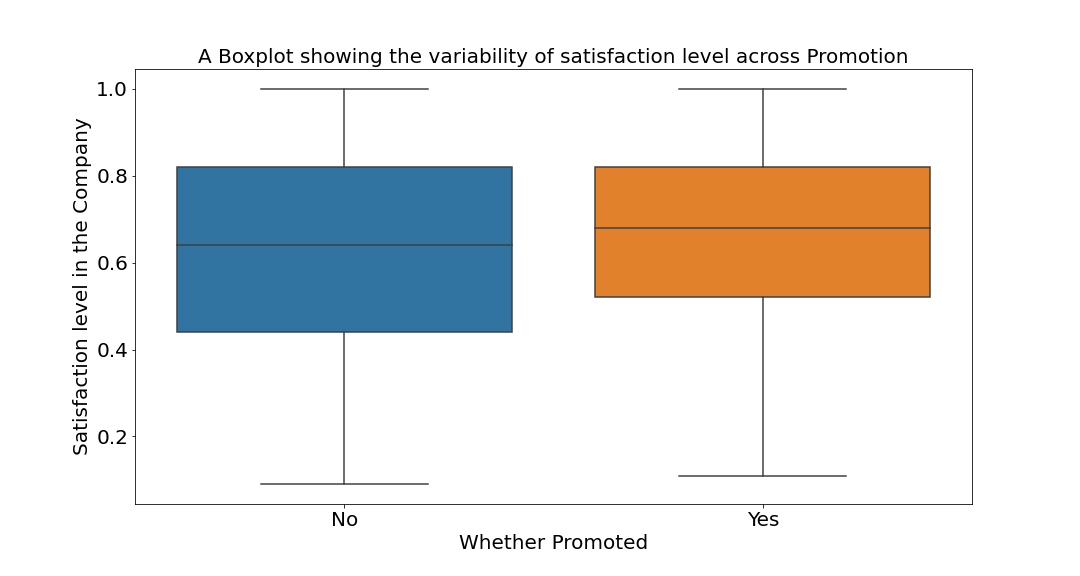 A Boxplot showing the variability of satisfaction level across Promotion
Satisfaction level in the Company
1.0
0.8
0.6
0.4
0.2
No
Yes
Whether Promoted